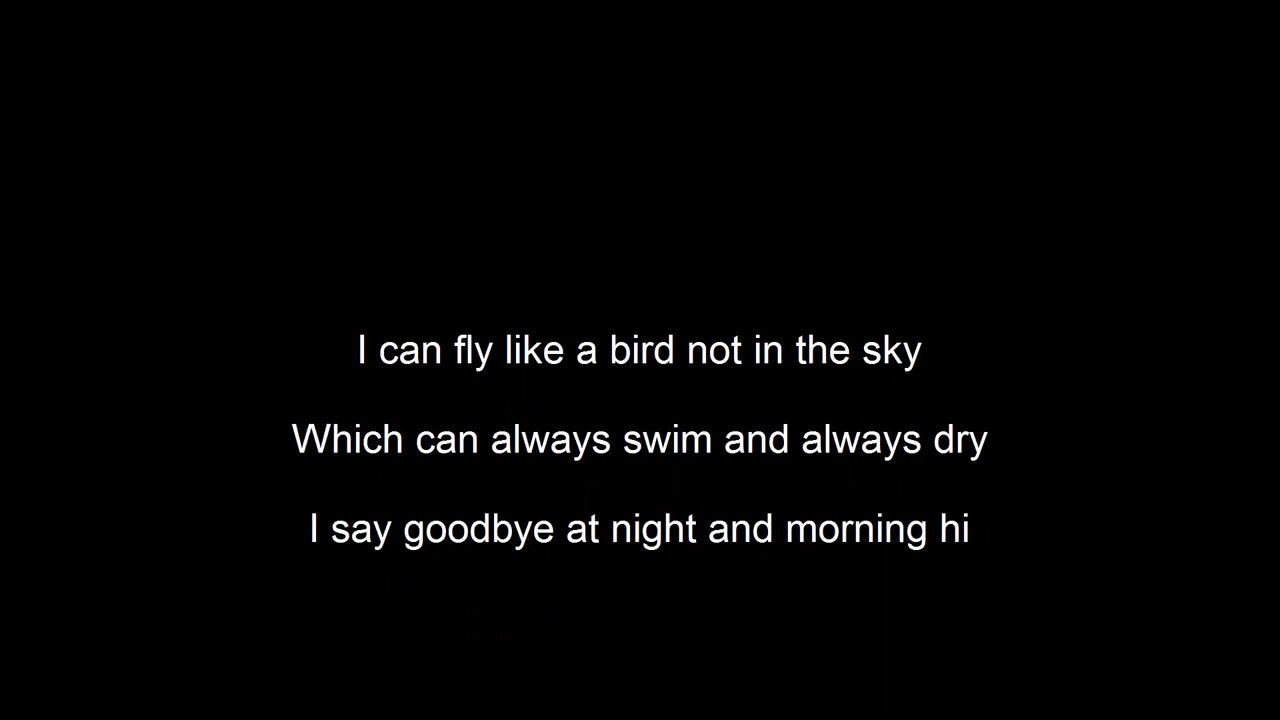 I can fly like a bird not in the sky
Which can always swim and always dry
I say goodbye at night and morning hi